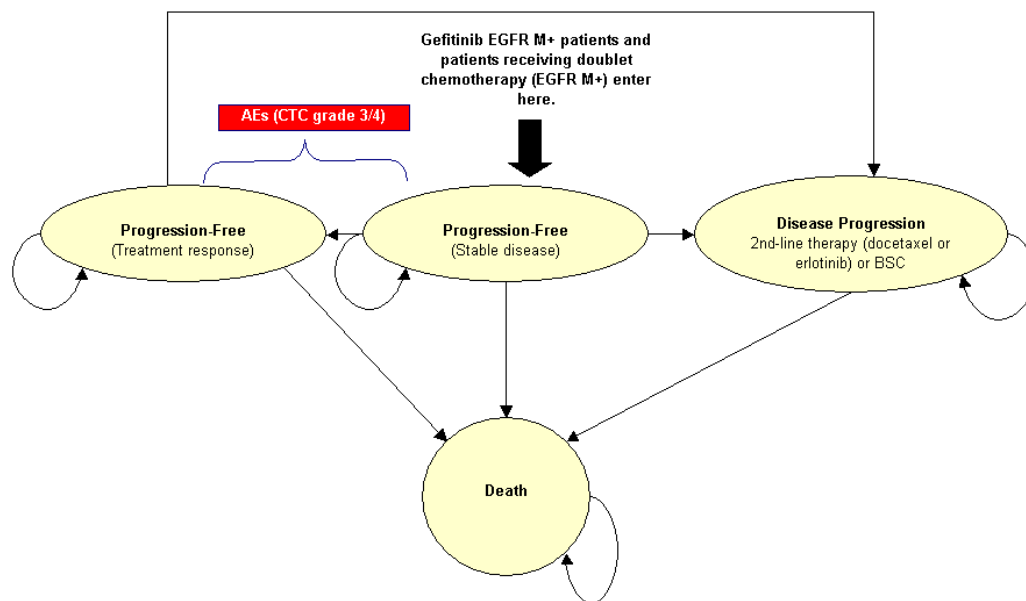 Gefitinib EGFR M+ patients and
patients receiving doublet
chemotherapy (EGFR M+) enter
here.
AEs (CTC grade 3/4)
Progression-Free
(Treatment response)
Progression-Free
(Stable disease)
Disease Progression
2nd-line therapy (docetaxel or
erlotinib) or BSC
Death